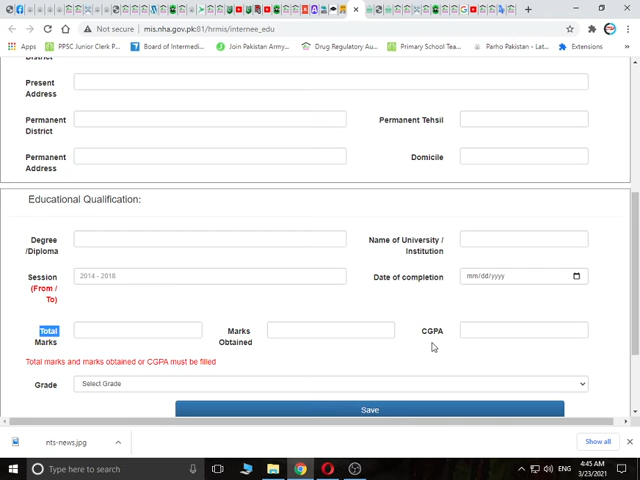 Not secure | mis.nha.gov.pk:81/hrmis/internee_edu
Apps PPSC Junior Clerk P... Board of Intermedi... Join Pakistan Army... Drug Regulatory Au... Primary School Tea... Parho Pakistan - Lat... Extensions
District
Present
Address
Permanent
District
Permanent Tehsil
Permanent
Address
Domicile
Educational Qualification:
Degree
/Diploma
Name of University /
Institution
Session
(From /
To)
2014 - 2018
Date of completion
mm/dd/yyyy
Total
Marks
Marks
Obtained
CGPA
Total marks and marks obtained or CGPA must be filled
Grade
Select Grade
Save
nts-news.jpg
Show all
Type here to search
ENG
4:45 AM
3/23/2021